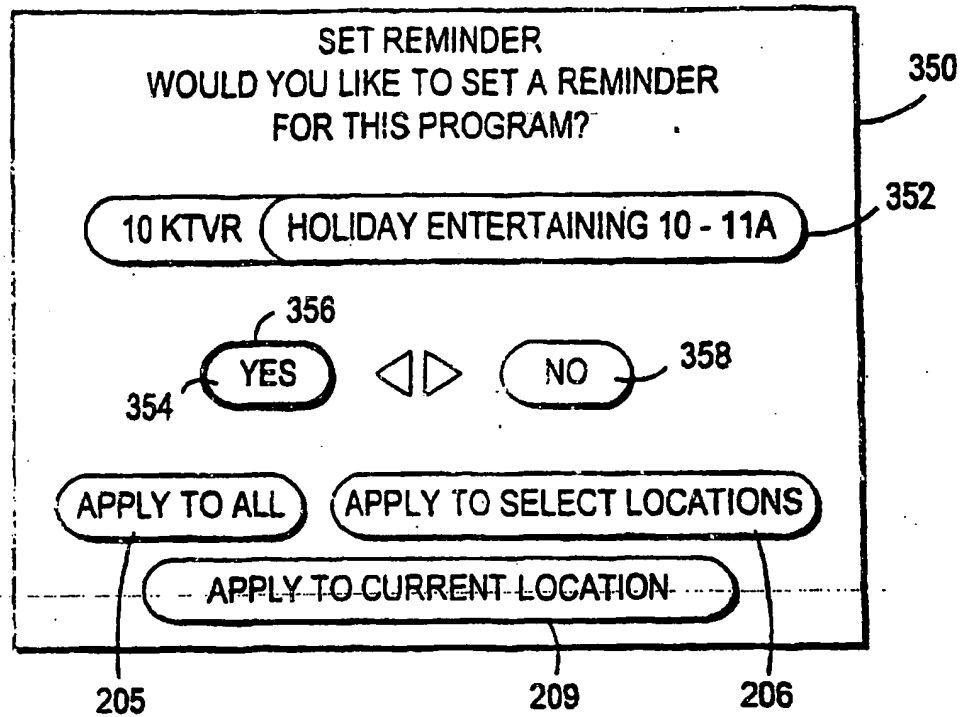 SET REMINDER
WOULD YOU LIKE TO SET A REMINDER
FOR THIS PROGRAM?
350
10 KTVR HOLIDAY ENTERTAINING 10 - 11A
352
356
YES NO
358
354
APPLY TO ALL APPLY TO SELECT LOCATIONS
APPLY TO CURRENT LOCATION
205 209 206